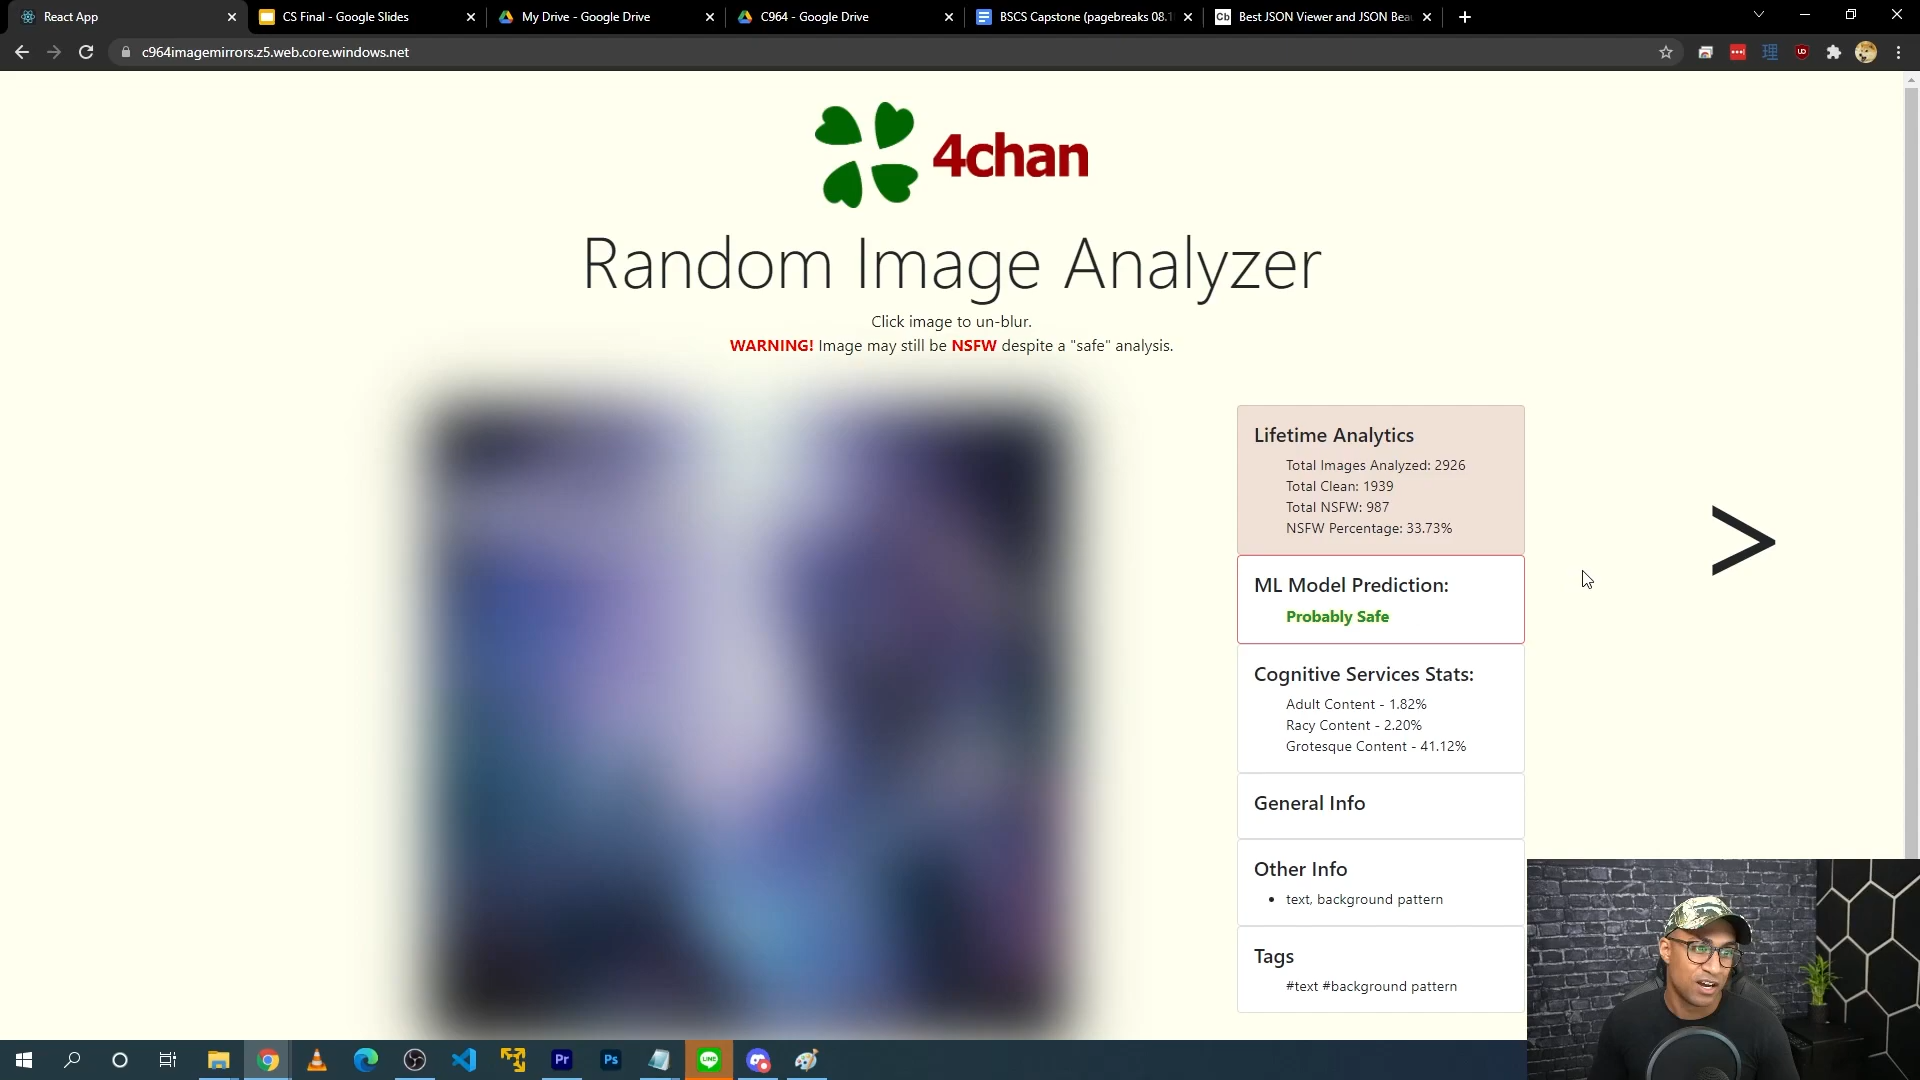 React App
CS Final - Google Slides
My Drive - Google Drive
C964 - Google Drive
BSCS Capstone (pagebreaks 08.1
Best JSON Viewer and JSON Bea
c964imagemirrors.z5.web.core.windows.net
4chan
Random Image Analyzer
Click image to un-blur.
WARNING! Image may still be NSFW despite a "safe" analysis.
Lifetime Analytics
Total Images Analyzed: 2926
Total Clean: 1939
Total NSFW: 987
NSFW Percentage: 33.73%
>
ML Model Prediction:
Probably Safe
Cognitive Services Stats:
Adult Content - 1.82%
Racy Content - 2.20%
Grotesque Content - 41.12%
General Info
Other Info
• text, background pattern
Tags
#text #background pattern
Pr
Ps
LINE